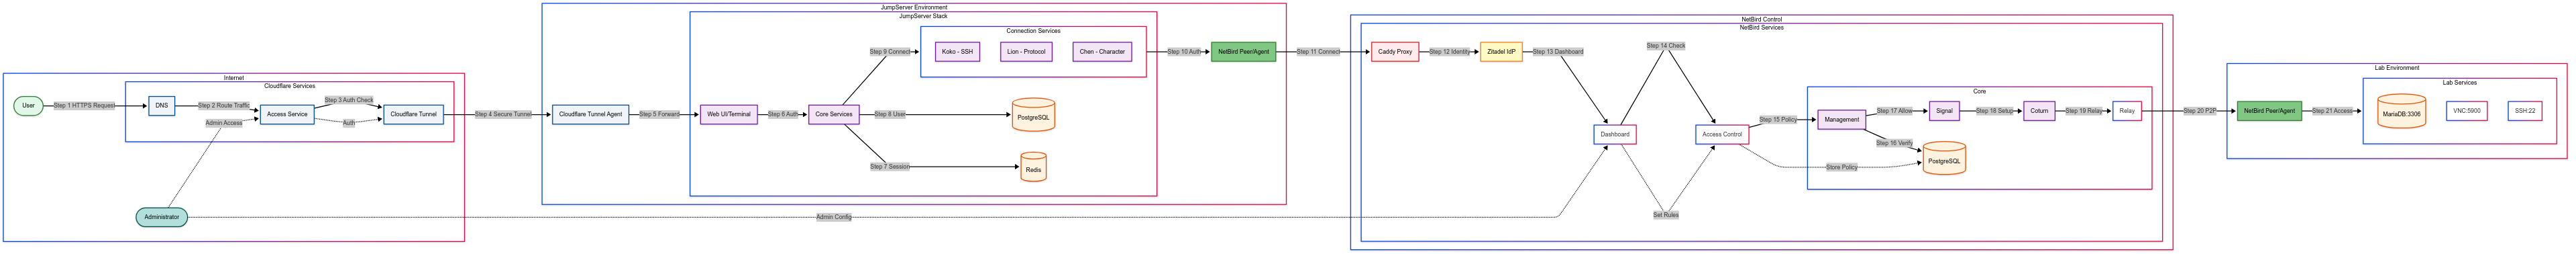 Internet
Cloudflare Services
User
Step 1 HTTPS Request
DNS
Step 2 Route Traffic
Access Service
Step 3 Auth Check
Auth
Cloudflare Tunnel
Admin Access
Administrator
Admin Config
Step 4 Secure Tunnel
JumpServer Environment
JumpServer Stack
Cloudflare Tunnel Agent
Step 5 Forward
Web UI/Terminal
Step 6 Auth
Core Services
Step 9 Connect
Step 8 User
Step 7 Session
Connection Services
Koko - SSH
Lion - Protocol
Chen - Character
PostgreSQL
Redis
Step 10 Auth
NetBird Peer/Agent
Step 11 Connect
NetBird Control
NetBird Services
Caddy Proxy
Step 12 Identity
Zitadel IdP
Step 13 Dashboard
Dashboard
Step 14 Check
Set Rules
Access Control
Step 15 Policy
Store Policy
Core
Management
Step 17 Allow
Step 16 Verify
Signal
PostgreSQL
Step 18 Setup
Coturn
Step 19 Relay
Relay
Step 20 P2P
Lab Environment
NetBird Peer/Agent
Step 21 Access
Lab Services
MariaDB:3306
VNC:5900
SSH:22